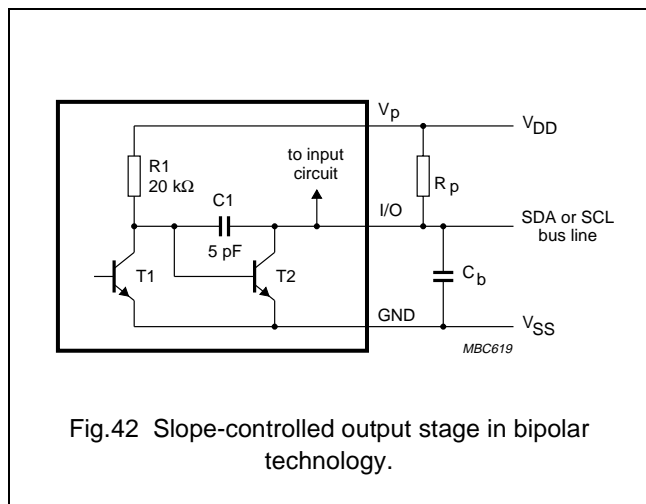 Vp
VDD
R1
20 kΩ
to input
circuit
Rp
C1
I/O
SDA or SCL
bus line
5 pF
T1
T2
Cb
GND
VSS
MBC619
Fig.42 Slope-controlled output stage in bipolar
technology.